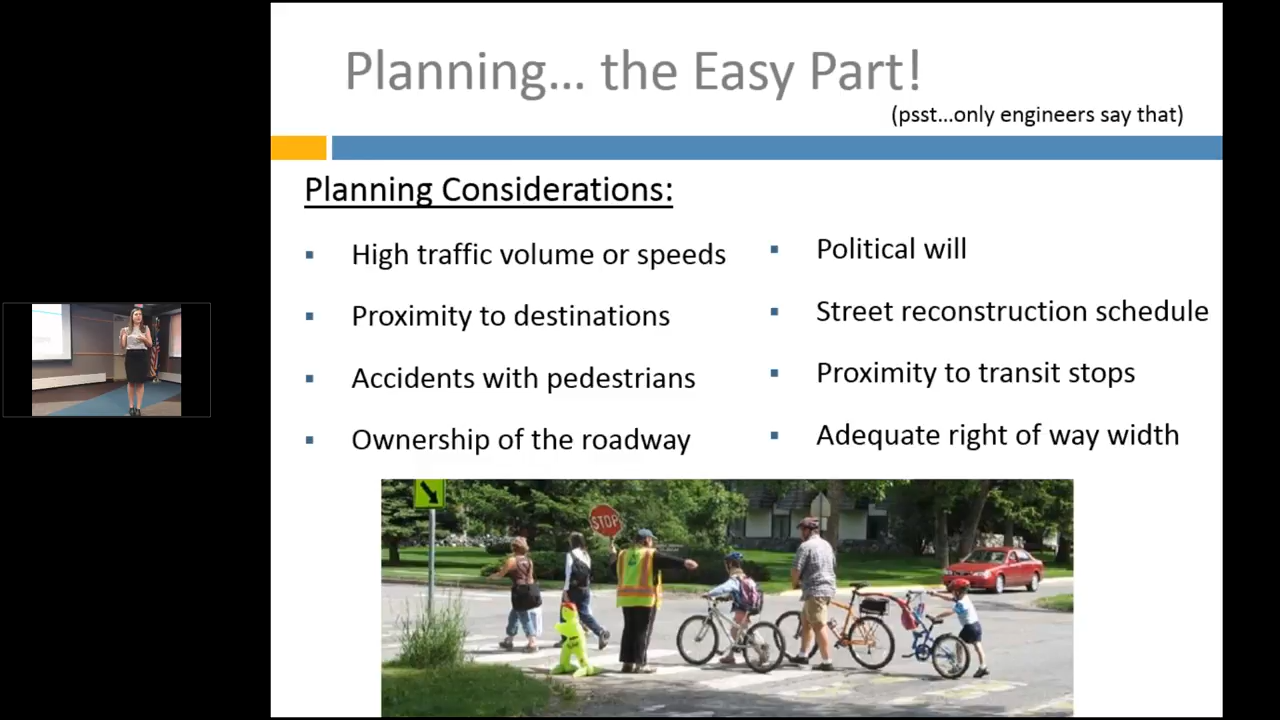 Planning... the Easy Part!
(psst...only engineers say that)
Planning Considerations:
High traffic volume or speeds
Proximity to destinations
Accidents with pedestrians
Ownership of the roadway
Political will
Street reconstruction schedule
Proximity to transit stops
Adequate right of way width
STOP